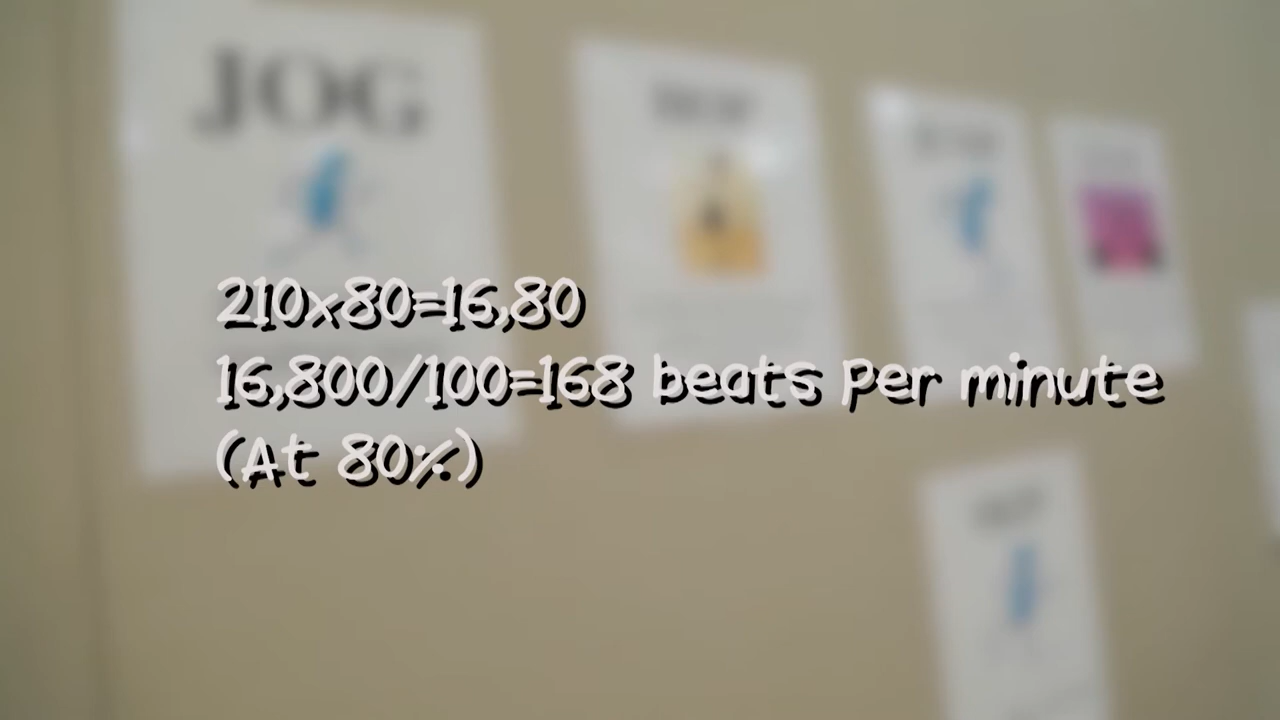 JOG
210x80=16,80
16,800/100=168 beats per minute
(At 80%)